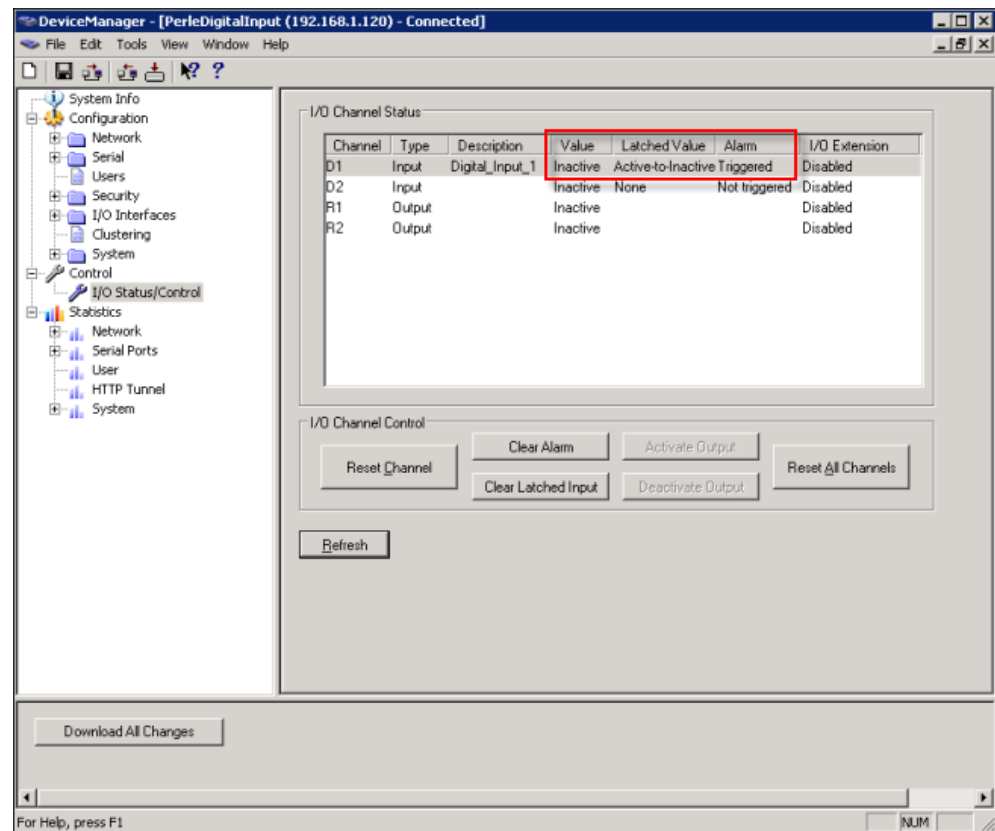 DeviceManager - [PerleDigitalInput (192.168.1.120) - Connected]
File Edit Tools View Window Help
System Info
Configuration
Network
Serial
Users
Security
I/O Interfaces
Clustering
System
Control
I/O Status/Control
Statistics
Network
Serial Ports
User
HTTP Tunnel
System
I/O Channel Status
Channel Type Description Value Latched Value Alarm I/O Extension
D1 Input Digital_Input_1 Inactive Active-to-Inactive Triggered Disabled
D2 Input Inactive None Not triggered Disabled
R1 Output Inactive Disabled
R2 Output Inactive Disabled
I/O Channel Control
Reset Channel
Clear Alarm
Activate Output
Clear Latched Input
Deactivate Output
Reset All Channels
Refresh
Download All Changes
For Help, press F1
NUM